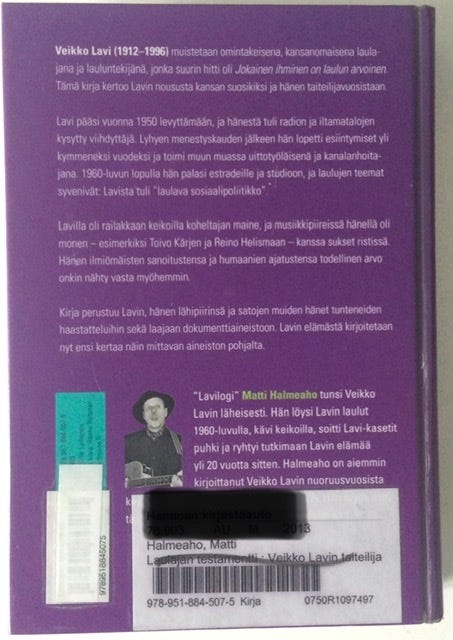 Veikko Lavi (1912–1996) muistetaan omintakeisena, kansanomaisena laula-
jana ja lauluntekijänä, jonka suurin hitti oli Jokainen ihminen on laulun arvoinen.
Tämä kirja kertoo Lavin noususta kansan suosikiksi ja hänen taiteilijavuosistaan.
Lavi pääsi vuonna 1950 levyttämään, ja hänestä tuli radion ja iltamatalojen
kysytty viihdyttäjä. Lyhyen menestyskauden jälkeen hän lopetti esiintymiset yli
kymmeneksi vuodeksi ja toimi muun muassa uittotyöläisenä ja kanalanhoita-
jana. 1960-luvun lopulla hän palasi estradeille ja studioon, ja laulujen teemat
syvenivät: Lavista tuli "laulava sosiaalipoliitikko".
Lavilla oli railakkaan keikoilla koheltajan maine, ja musiikkipiireissä hänellä oli
monen – esimerkiksi Toivo Kärjen ja Reino Helismaan – kanssa sukset ristissä.
Hänen ilmiömäisten sanoitustensa ja humaanien ajatustensa todellinen arvo
onkin nähty vasta myöhemmin.
Kirja perustuu Lavin, hänen lähipiirinsä ja satojen muiden hänet tunteneiden
haastatteluihin sekä laajaan dokumenttiaineistoon. Lavin elämästä kirjoitetaan
nyt ensi kertaa näin mittavan aineiston pohjalta.
"Lavilogi" Matti Halmeaho tunsi Veikko
Lavin läheisesti. Hän löysi Lavin laulut
1960-luvulla, kävi keikoilla, soitti Lavi-kasetit
puhki ja ryhtyi tutkimaan Lavin elämää
yli 20 vuotta sitten. Halmeaho on aiemmin
kirjoittanut Veikko Lavin nuoruusvuosista
2013
Halmeaho, Matti
Laulajan testamentti : Veikko Lavin taiteilija
978-951-884-507-5 Kirja 0750R1097497
9789518845075